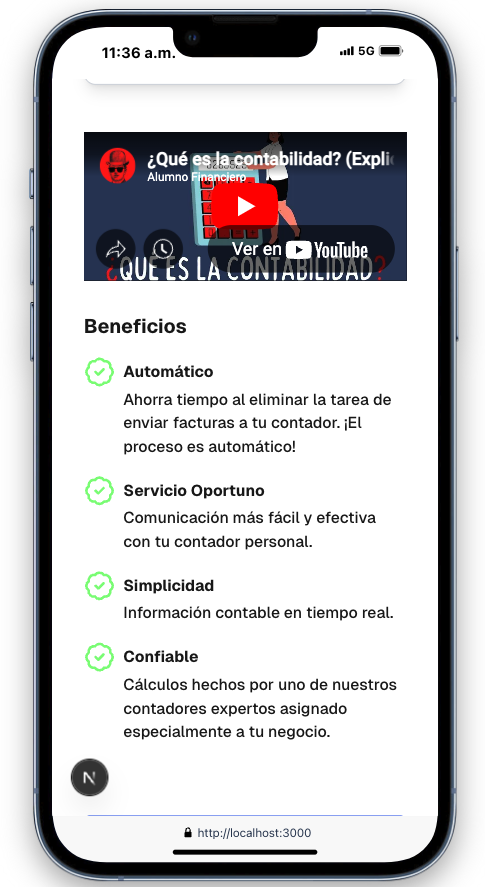 11:36 a.m.
5G
¿Qué es la contabilidad? (Explic
Alumno Financiero
Ver en YouTube
¿QUÉ ES LA CONTABILIDAD?
Beneficios
Automático
Ahorra tiempo al eliminar la tarea de
enviar facturas a tu contador. ¡El
proceso es automático!
Servicio Oportuno
Comunicación más fácil y efectiva
con tu contador personal.
Simplicidad
Información contable en tiempo real.
Confiable
Cálculos hechos por uno de nuestros
contadores expertos asignado
especialmente a tu negocio.
N
http://localhost:3000